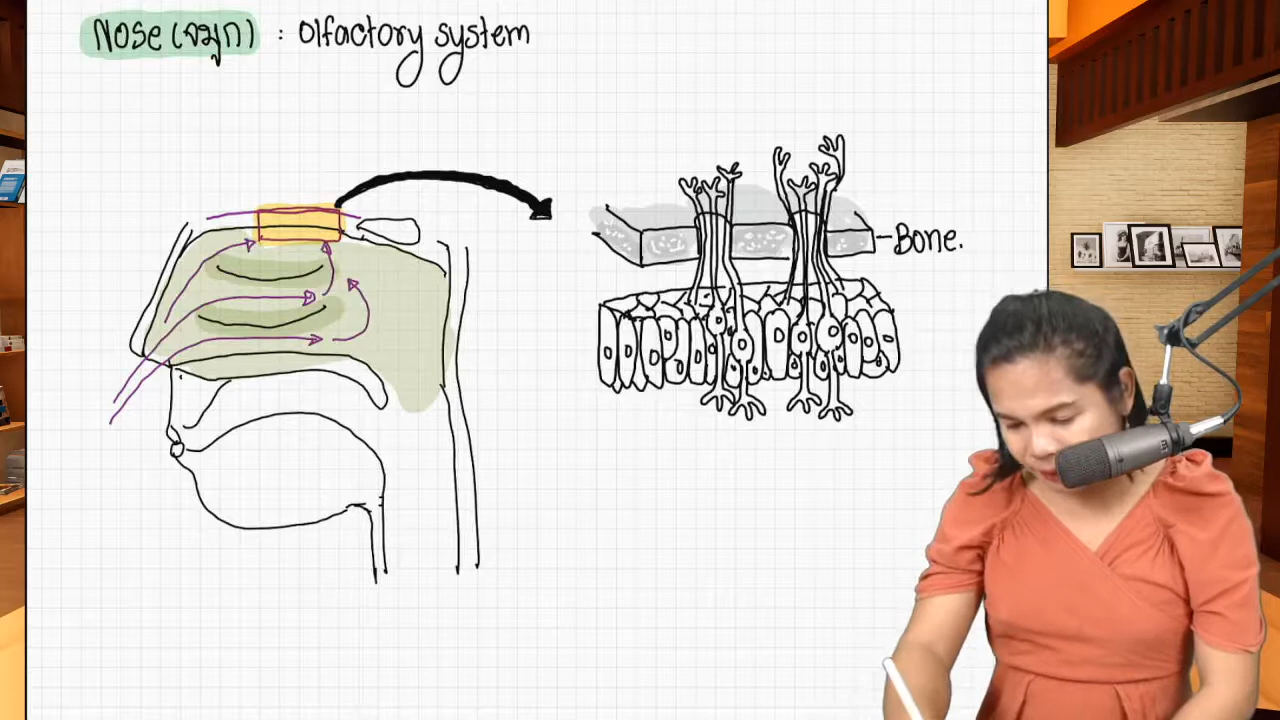 Nose (จมูก) : olfactory system
Bone.